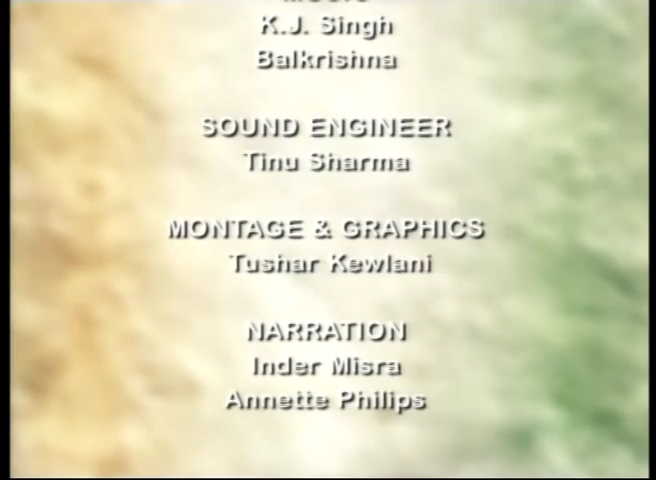 K.J. Singh
Balkrishna
SOUND ENGINEER
Tinu Sharma
MONTAGE & GRAPHICS
Tushar Kewlani
NARRATION
Inder Misra
Annette Philips